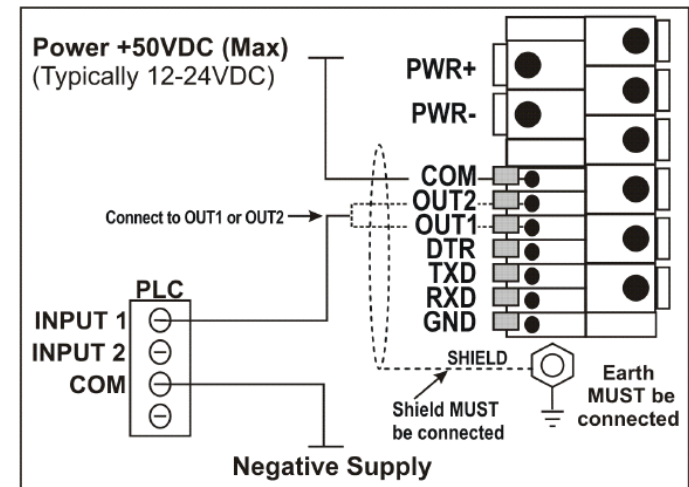 Power +50VDC (Max)
(Typically 12-24VDC)
PWR+
PWR-
COM
OUT2
OUT1
DTR
TXD
RXD
GND
Connect to OUT1 or OUT2
PLC
INPUT 1
INPUT 2
COM
SHIELD
Shield MUST
be connected
Earth
MUST be
connected
Negative Supply